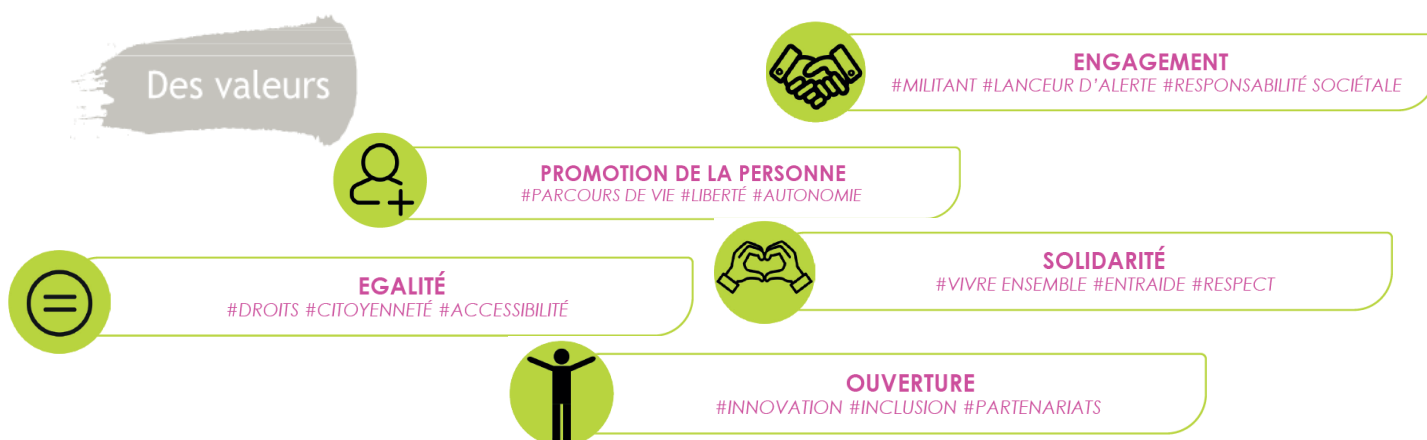 Des valeurs
ENGAGEMENT
#MILITANT #LANCEUR D'ALERTE #RESPONSABILITÉ SOCIÉTALE
PROMOTION DE LA PERSONNE
#PARCOURS DE VIE #LIBERTÉ #AUTONOMIE
SOLIDARITÉ
#VIVRE ENSEMBLE #ENTRAIDE #RESPECT
EGALITÉ
#DROITS #CITOYENNETÉ #ACCESSIBILITÉ
OUVERTURE
#INNOVATION #INCLUSION #PARTENARIATS